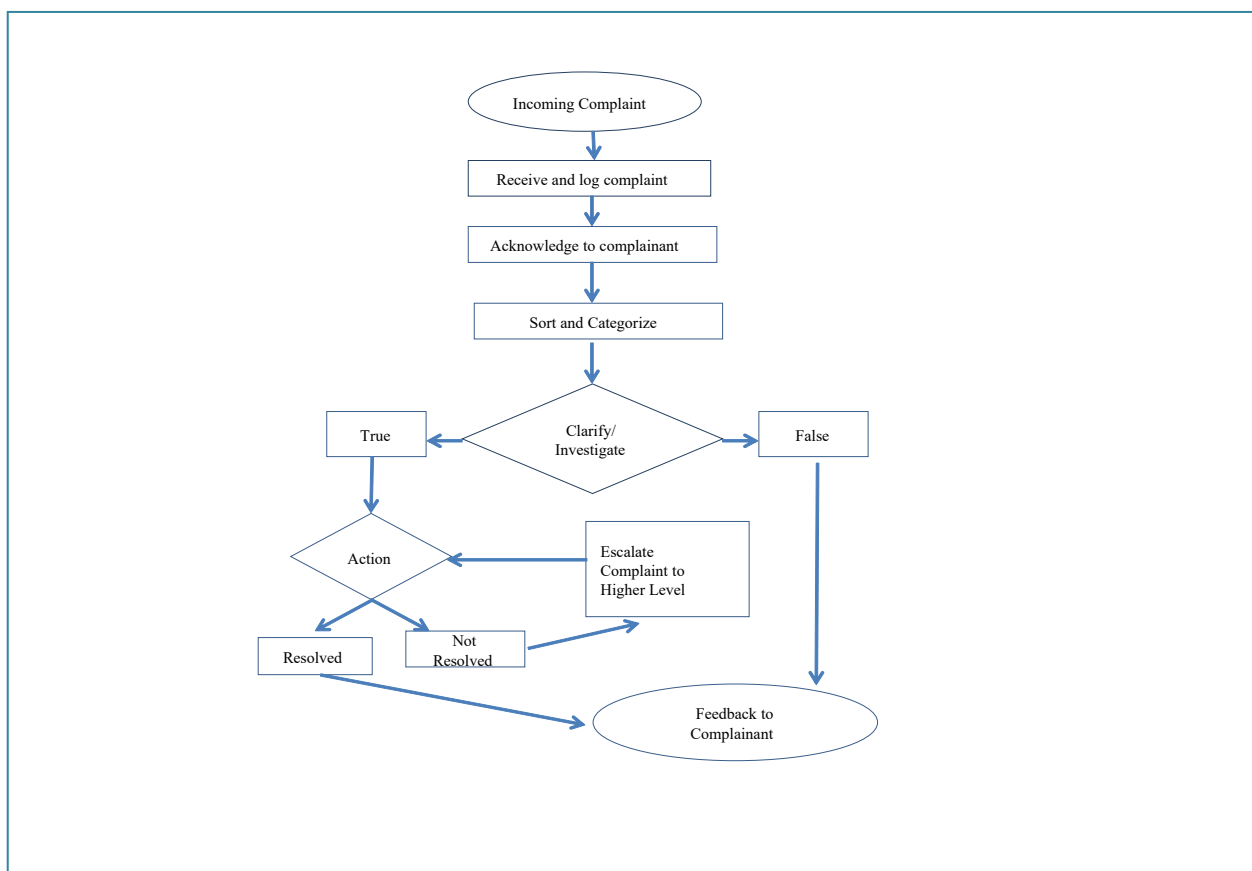 Incoming Complaint
Receive and log complaint
Acknowledge to complainant
Sort and Categorize
Clarify/
Investigate
True
False
Action
Escalate
Complaint to
Higher Level
Not
Resolved
Resolved
Feedback to
Complainant